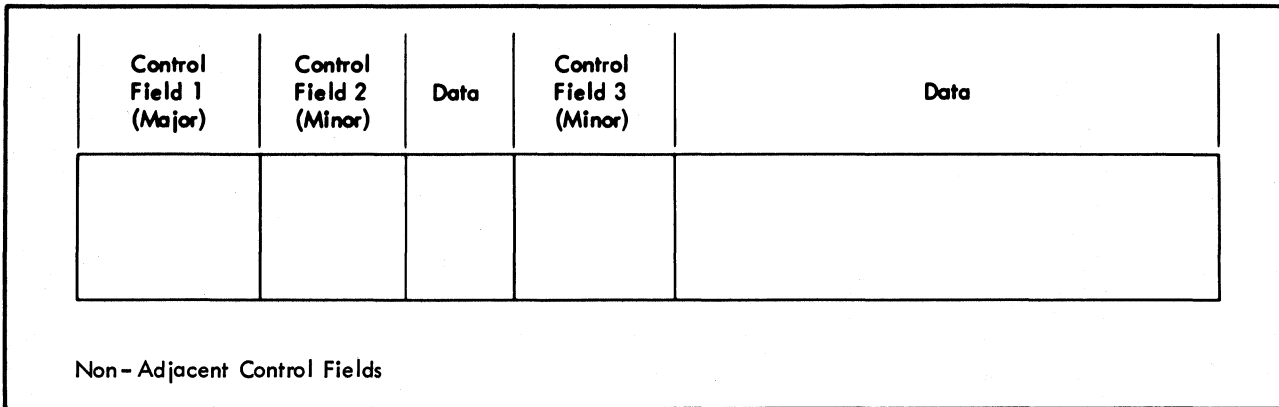 Control
Field 1
(Major)
Control
Field 2
(Minor)
Data
Control
Field 3
(Minor)
Data
Non-Adjacent Control Fields